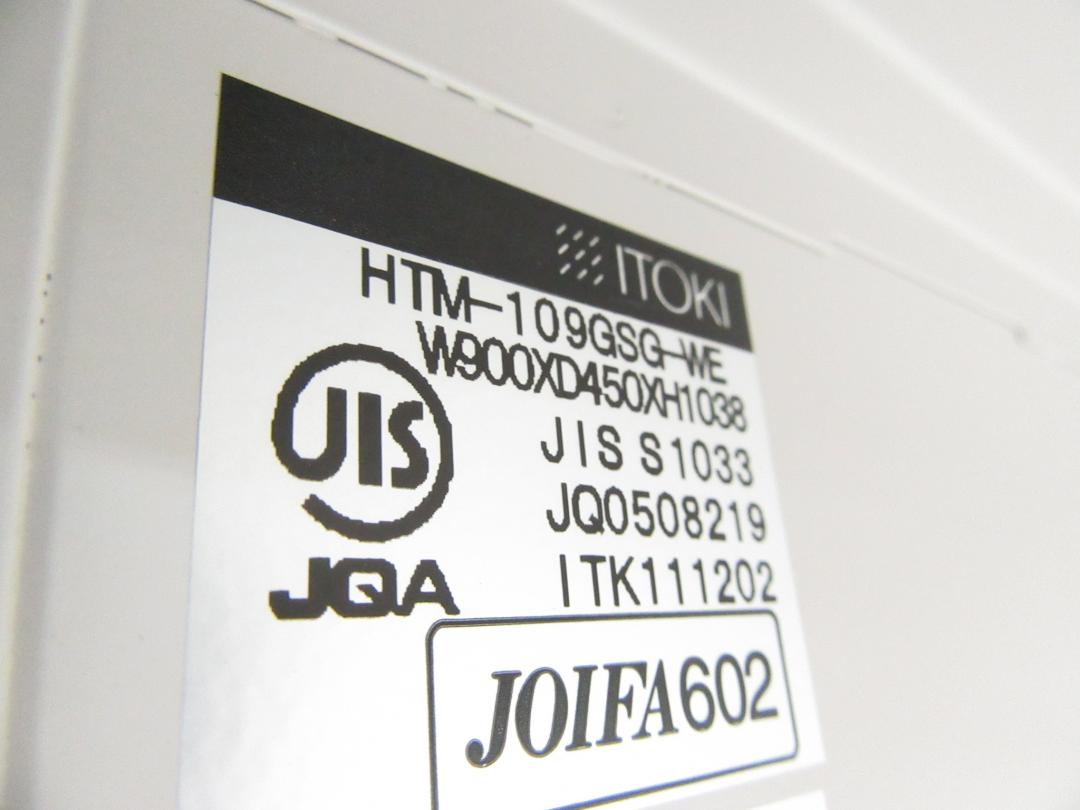 ITOKI
HTM-109GSG-WE
W900XD450XH1038
JIS
JIS S1033
JQ0508219
JQA
ITK111202
JOIFA602